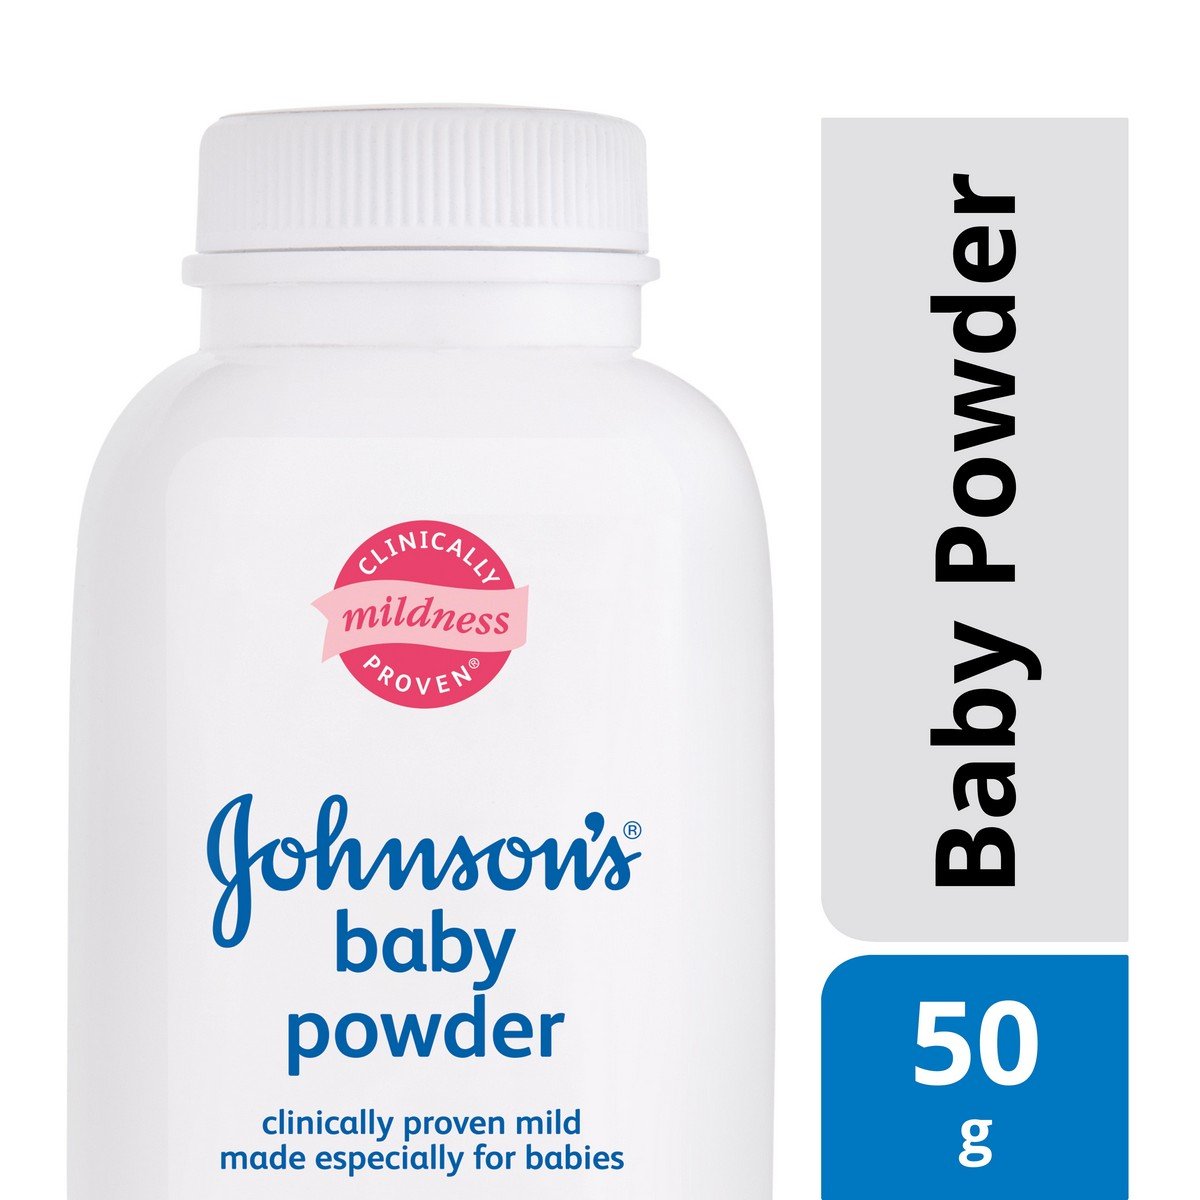 CLINICALLY
mildness
PROVEN®
Johnson's®
baby
powder
clinically proven mild
made especially for babies
Baby Powder
50
g